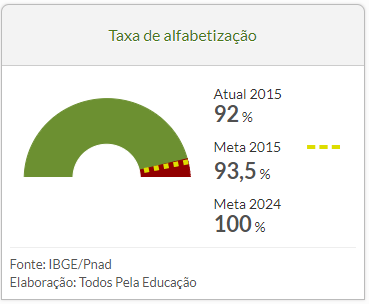 Taxa de alfabetização
Atual 2015
92 %
Meta 2015
93,5 %
Meta 2024
100 %
Fonte: IBGE/Pnad
Elaboração: Todos Pela Educação